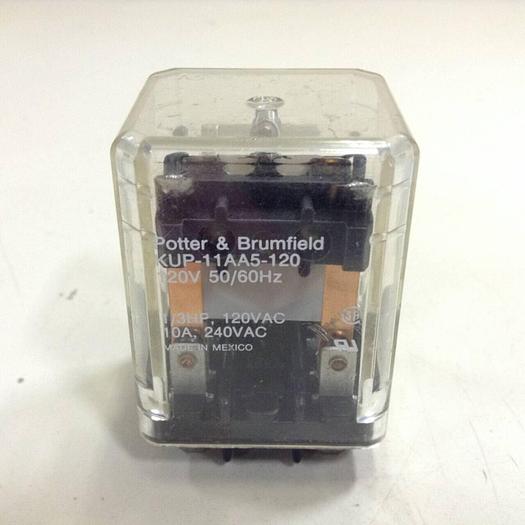 Potter & Brumfield
KUP-11AA5-120
120V 50/60Hz
1/3HP, 120VAC
10A, 240VAC
MADE IN MEXICO